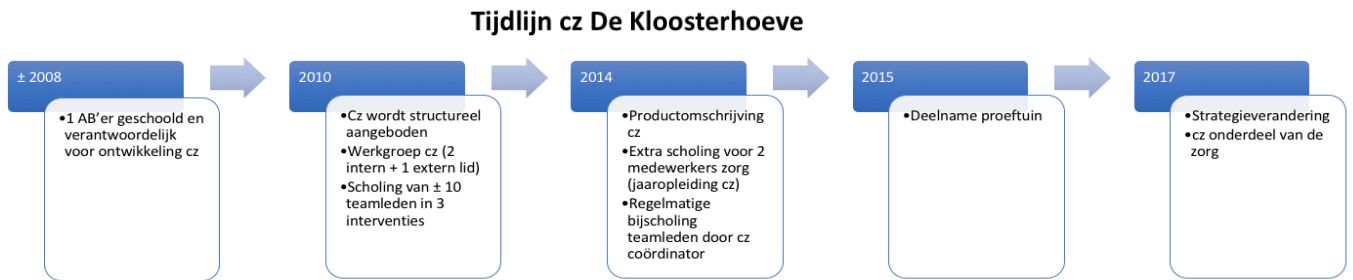 Tijdlijn cz De Kloosterhoeve
± 2008
•1 AB’er geschoold en
verantwoordelijk
voor ontwikkeling cz
2010
•Cz wordt structureel
aangeboden
•Werkgroep cz (2
intern + 1 extern lid)
•Scholing van ± 10
teamleden in 3
interventies
2014
•Productomschrijving
cz
•Extra scholing voor 2
medewerkers zorg
(jaaropleiding cz)
•Regelmatige
bijscholing
teamleden door cz
coördinator
2015
•Deelname proeftuin
2017
•Strategieverandering
•cz onderdeel van de
zorg